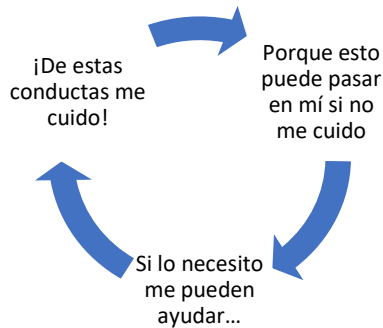 ¡De estas
conductas me
cuido!
Porque esto
puede pasar
en mí si no
me cuido
Si lo necesito
me pueden
ayudar…